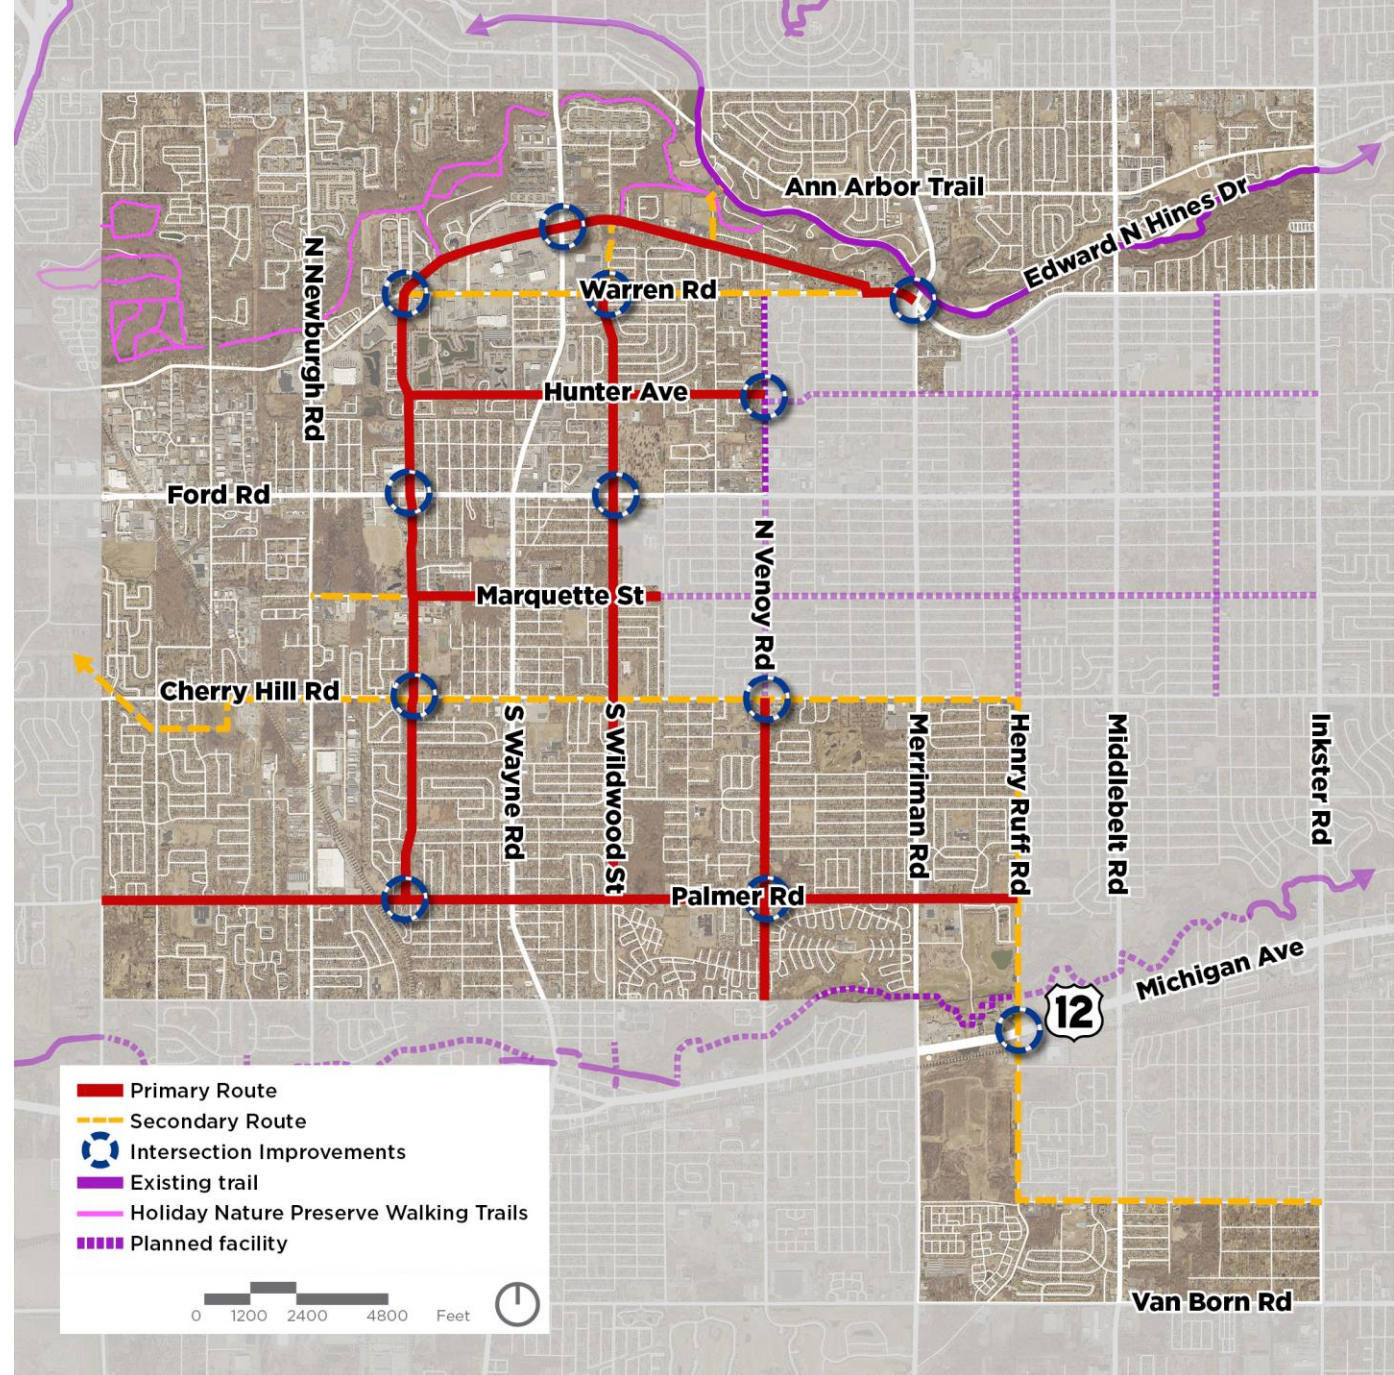 Ann Arbor Trail
Edward N Hines Dr
N Newburgh Rd
Warren Rd
Hunter Ave
Ford Rd
N Venoy Rd
Marquette St
Cherry Hill Rd
S Wayne Rd
S Wildwood St
Merriman Rd
Henry Ruff Rd
Middlebelt Rd
Inkster Rd
Palmer Rd
Michigan Ave
12
Primary Route
Secondary Route
Intersection Improvements
Existing trail
Holiday Nature Preserve Walking Trails
Planned facility
0 1200 2400 4800 Feet
Van Born Rd